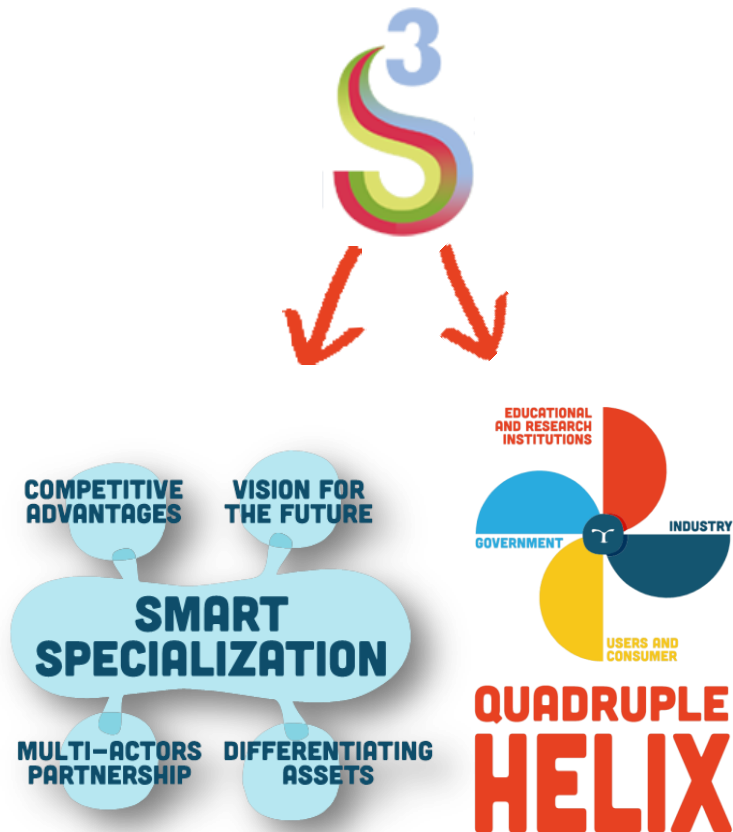 S3
COMPETITIVE
ADVANTAGES
VISION FOR
THE FUTURE
SMART
SPECIALIZATION
MULTI-ACTORS
PARTNERSHIP
DIFFERENTIATING
ASSETS
EDUCATIONAL
AND RESEARCH
INSTITUTIONS
GOVERNMENT
INDUSTRY
USERS AND
CONSUMER
QUADRUPLE
HELIX